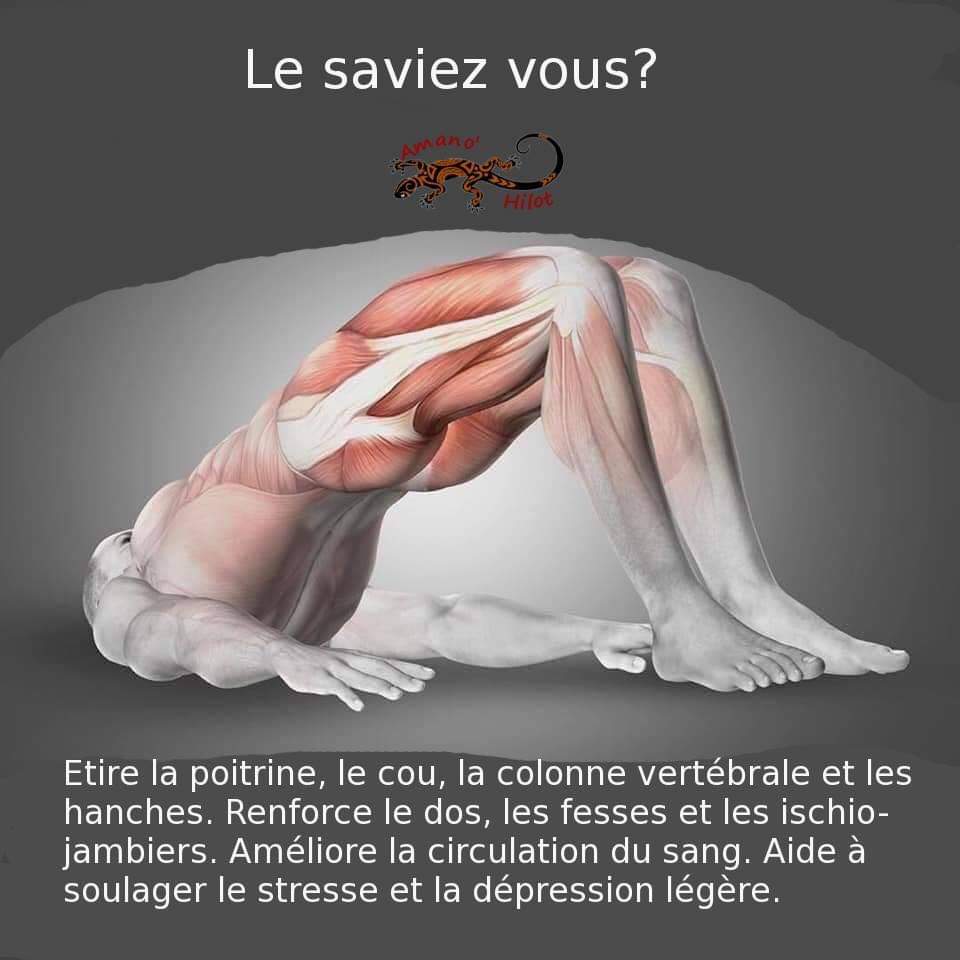 Le saviez vous?
Amano'
Hilot
Etire la poitrine, le cou, la colonne vertébrale et les
hanches. Renforce le dos, les fesses et les ischio-
jambiers. Améliore la circulation du sang. Aide à
soulager le stresse et la dépression légère.